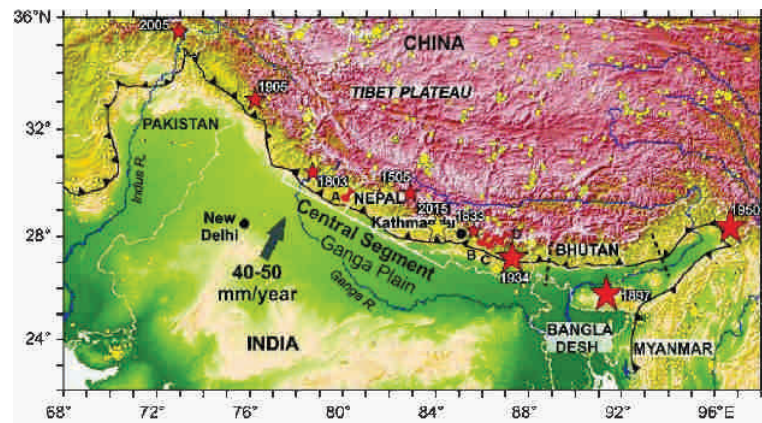 36°N
2005
CHINA
1905
TIBET PLATEAU
32°
PAKISTAN
Indus R.
1803
1505
A
NEPAL
2015
1833
Kathmandu
New
Delhi
28°
Central Segment
Ganga Plain
B
C
D
BHUTAN
1950
1934
40-50
mm/year
Ganga R.
1897
24°
INDIA
BANGLA
DESH
MYANMAR
68°
72°
76°
80°
84°
88°
92°
96°E